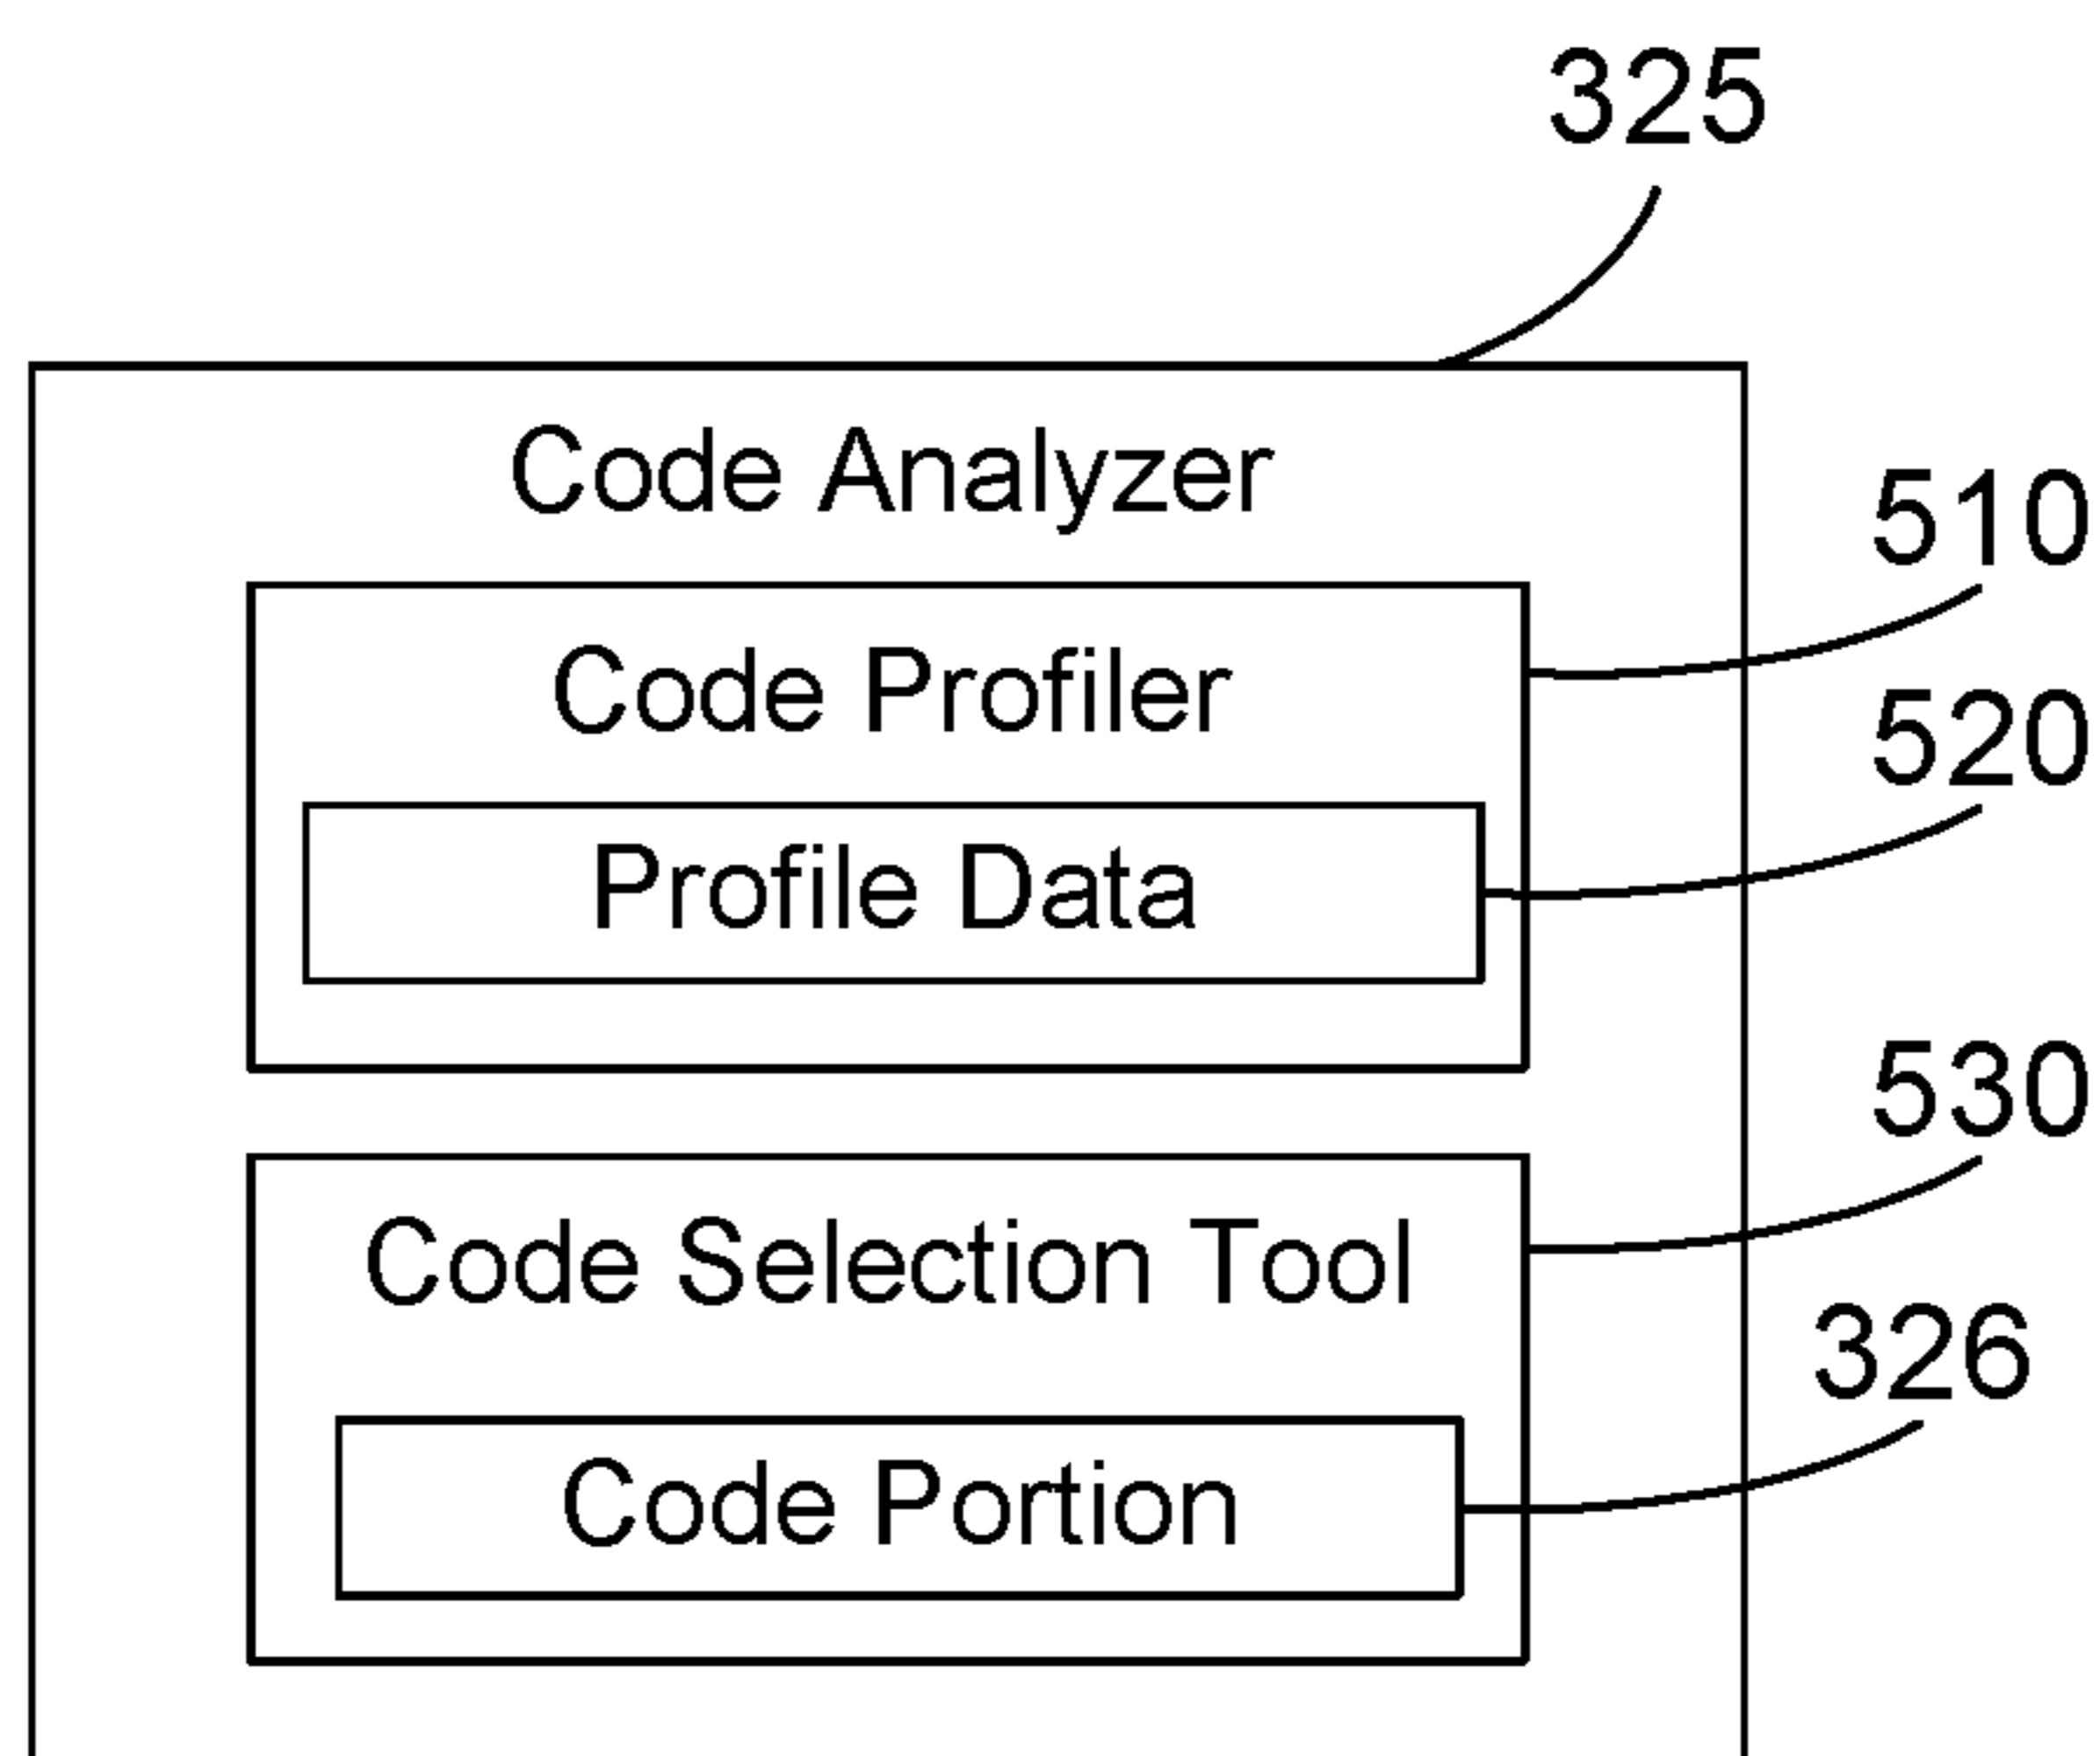 325
Code Analyzer
510
Code Profiler
520
Profile Data
530
Code Selection Tool
326
Code Portion